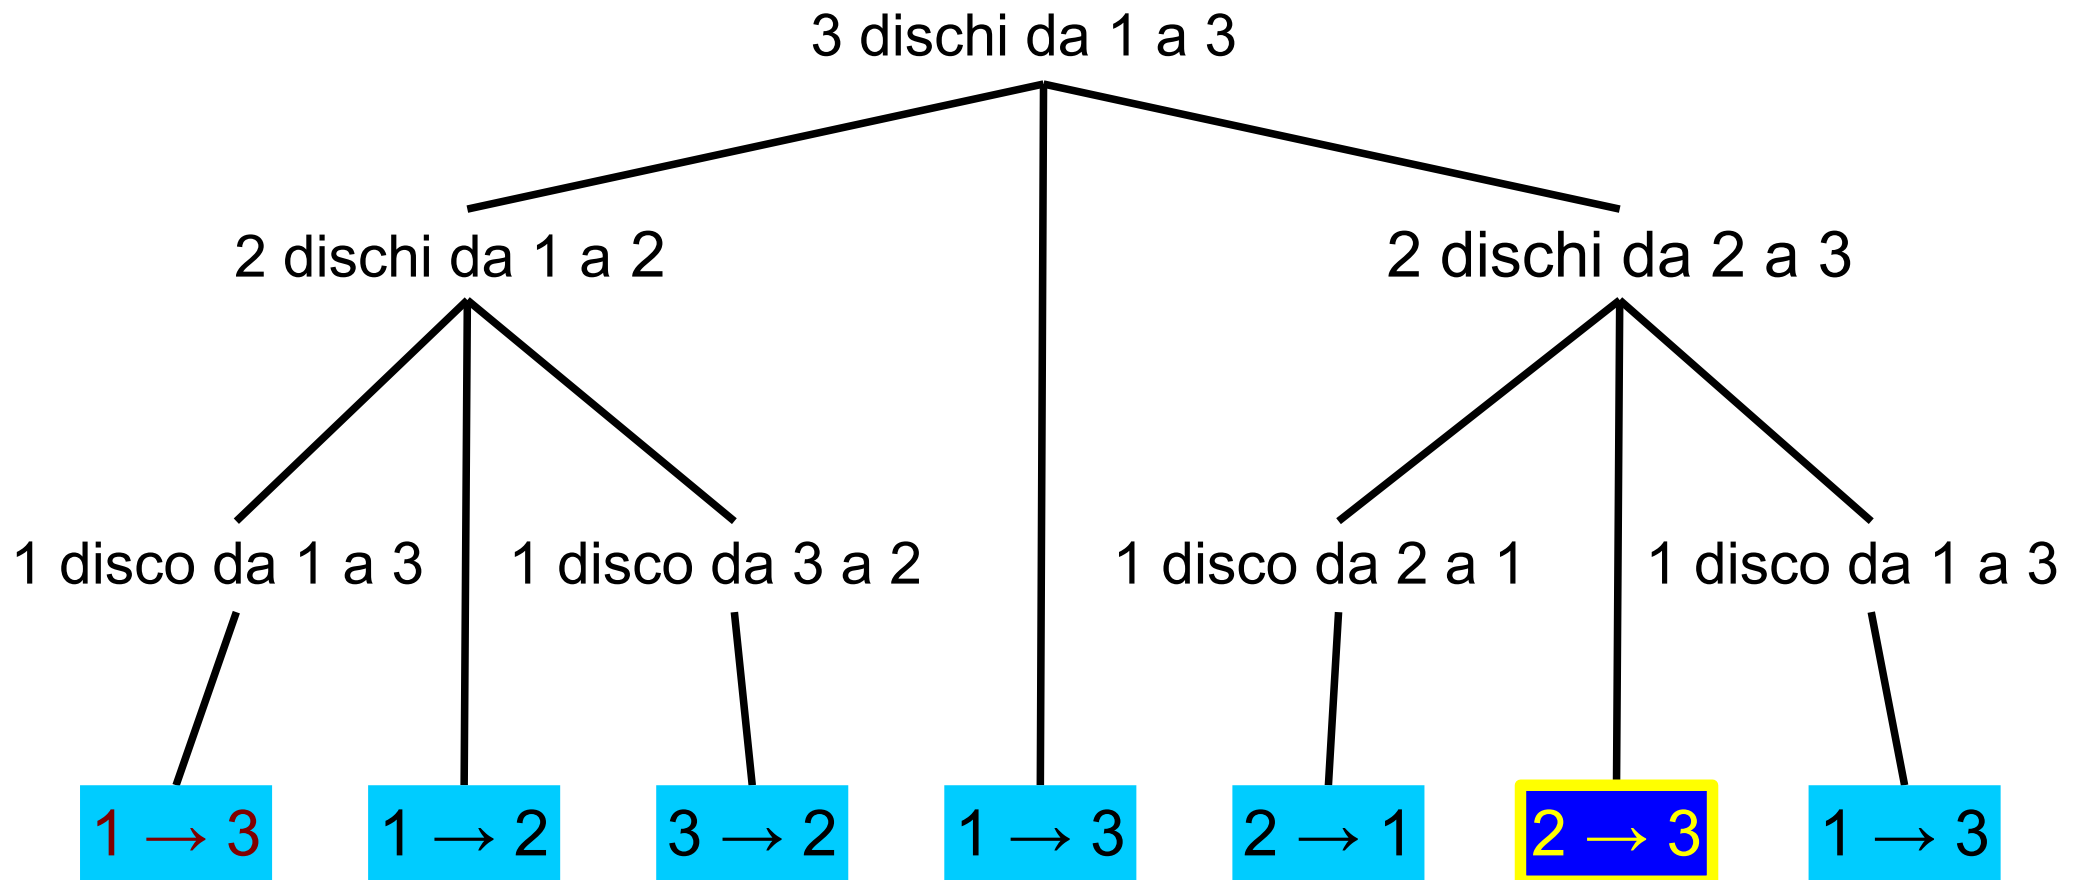 3 dischi da 1 a 3
2 dischi da 1 a 2
2 dischi da 2 a 3
1 disco da 1 a 3
1 disco da 3 a 2
1 disco da 2 a 1
1 disco da 1 a 3
1 → 3
1 → 2
3 → 2
1 → 3
2 → 1
2 → 3
1 → 3